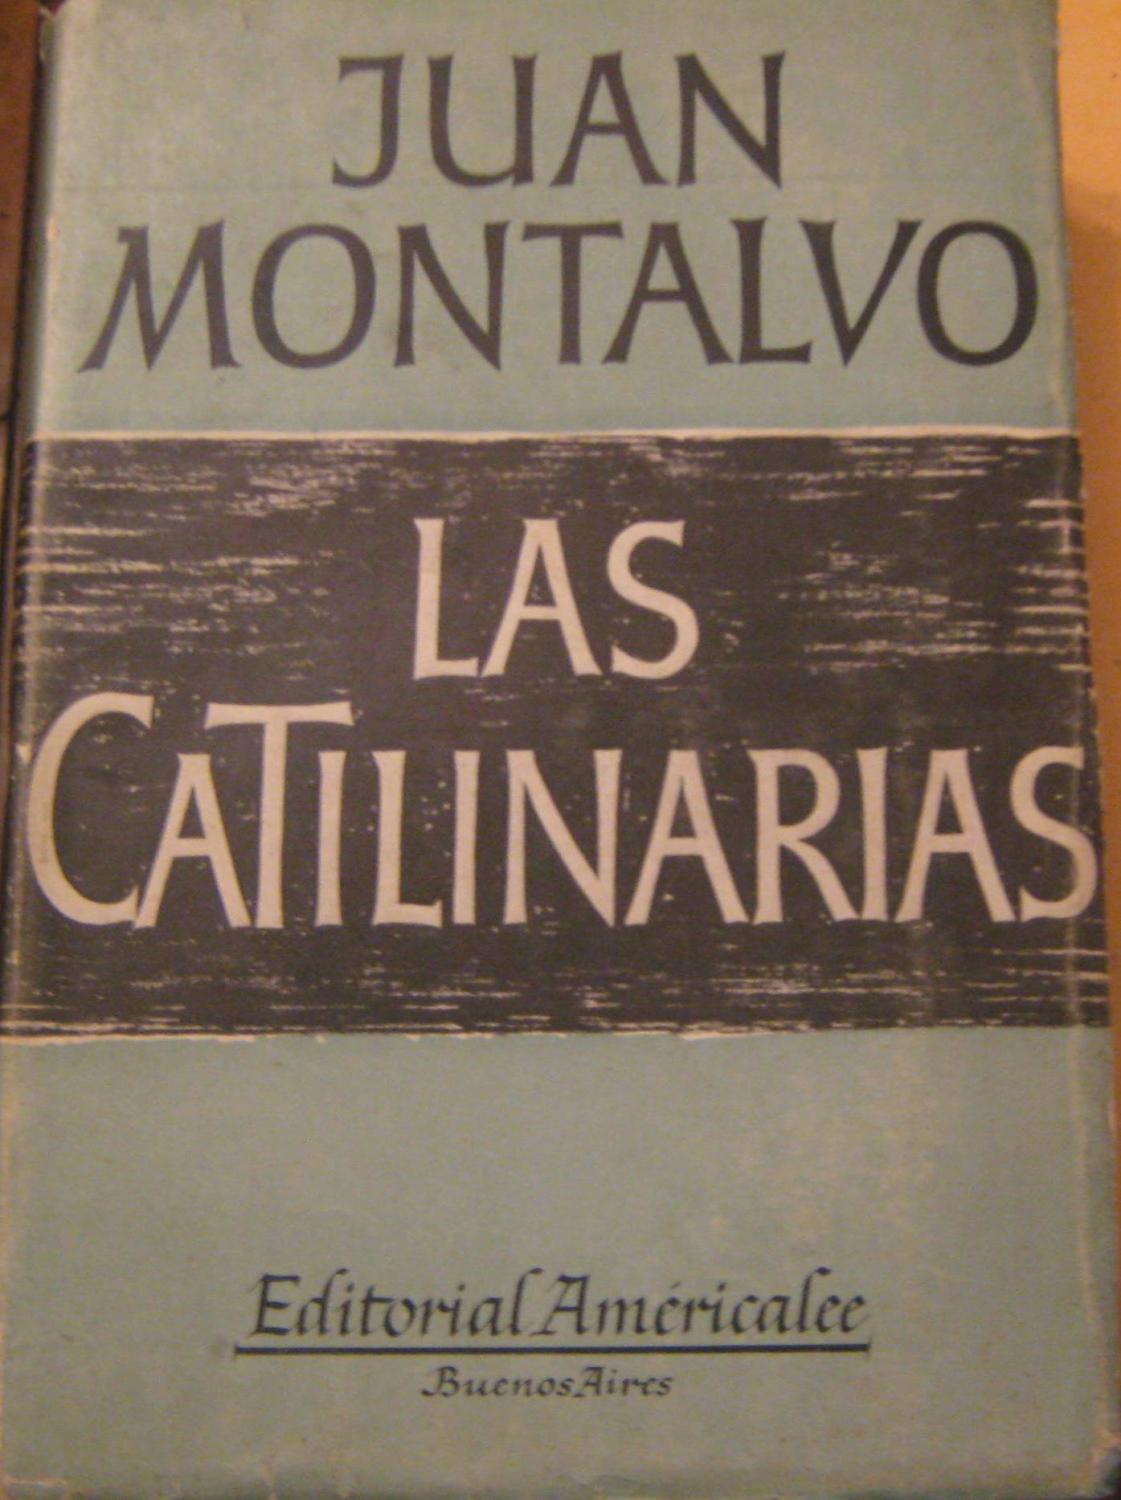 JUAN
MONTALVO
LAS
CATILINARIAS
Editorial Américalee
Buenos Aires